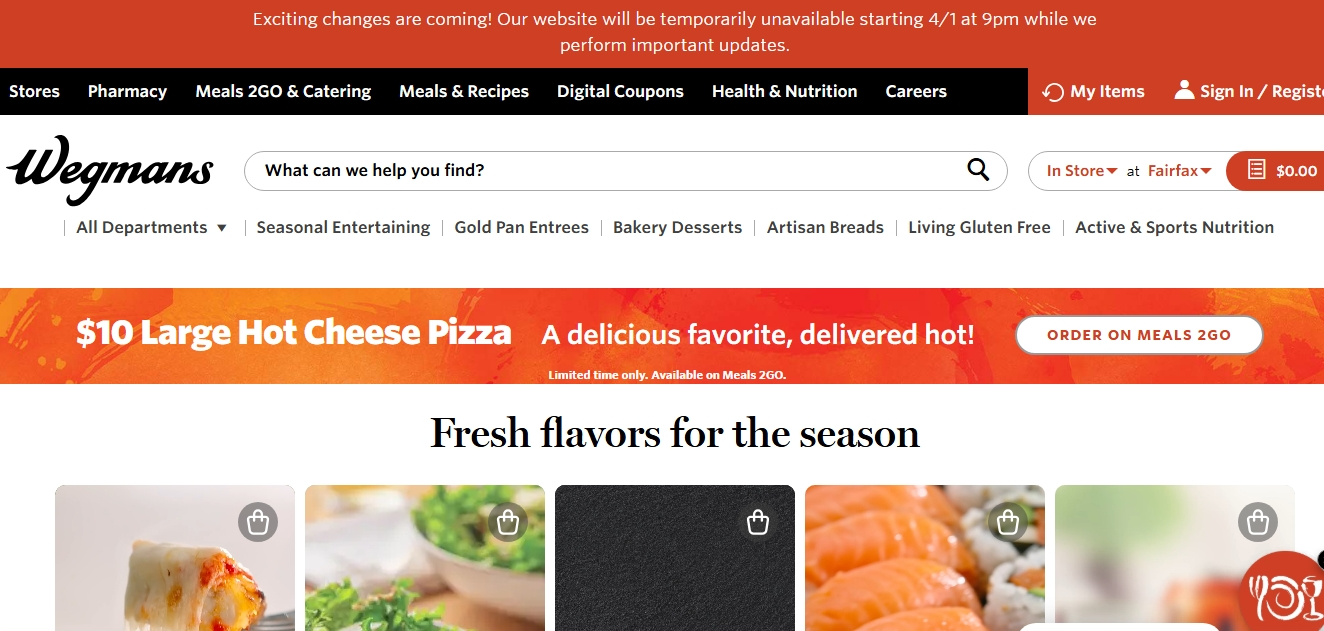 Exciting changes are coming! Our website will be temporarily unavailable starting 4/1 at 9pm while we
perform important updates.
Stores Pharmacy Meals 2GO & Catering Meals & Recipes Digital Coupons Health & Nutrition Careers My Items Sign In / Registe
Wegmans What can we help you find? In Store at Fairfax $0.00
All Departments Seasonal Entertaining Gold Pan Entrees Bakery Desserts Artisan Breads Living Gluten Free Active & Sports Nutrition
$10 Large Hot Cheese Pizza A delicious favorite, delivered hot! ORDER ON MEALS 2GO
Limited time only. Available on Meals 2GO.
Fresh flavors for the season